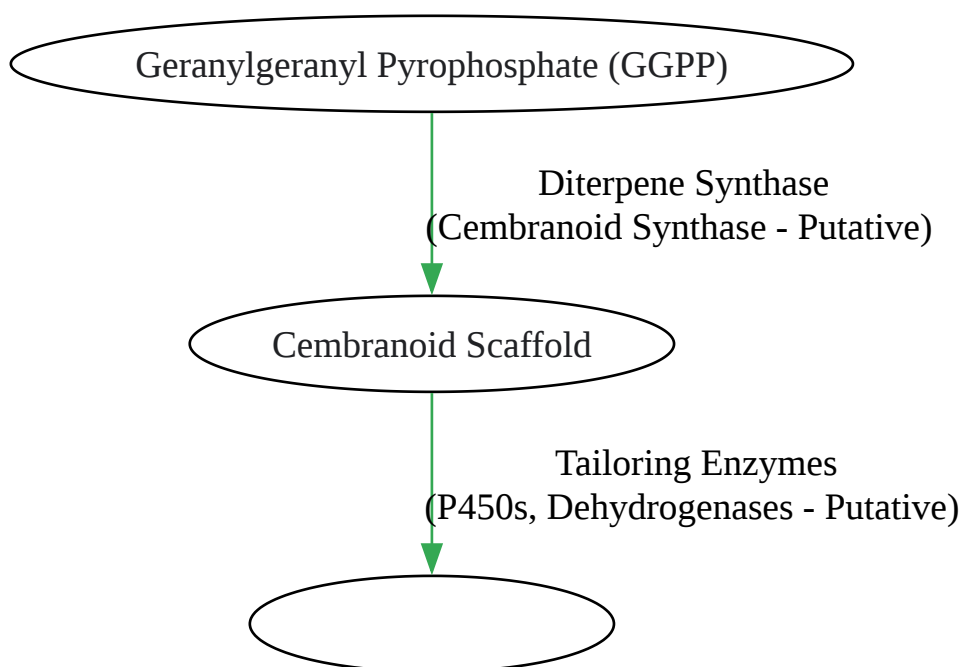 Geranylgeranyl Pyrophosphate (GGPP)
Diterpene Synthase
(Cembranoid Synthase - Putative)
Cembranoid Scaffold
Tailoring Enzymes
(P450s, Dehydrogenases - Putative)